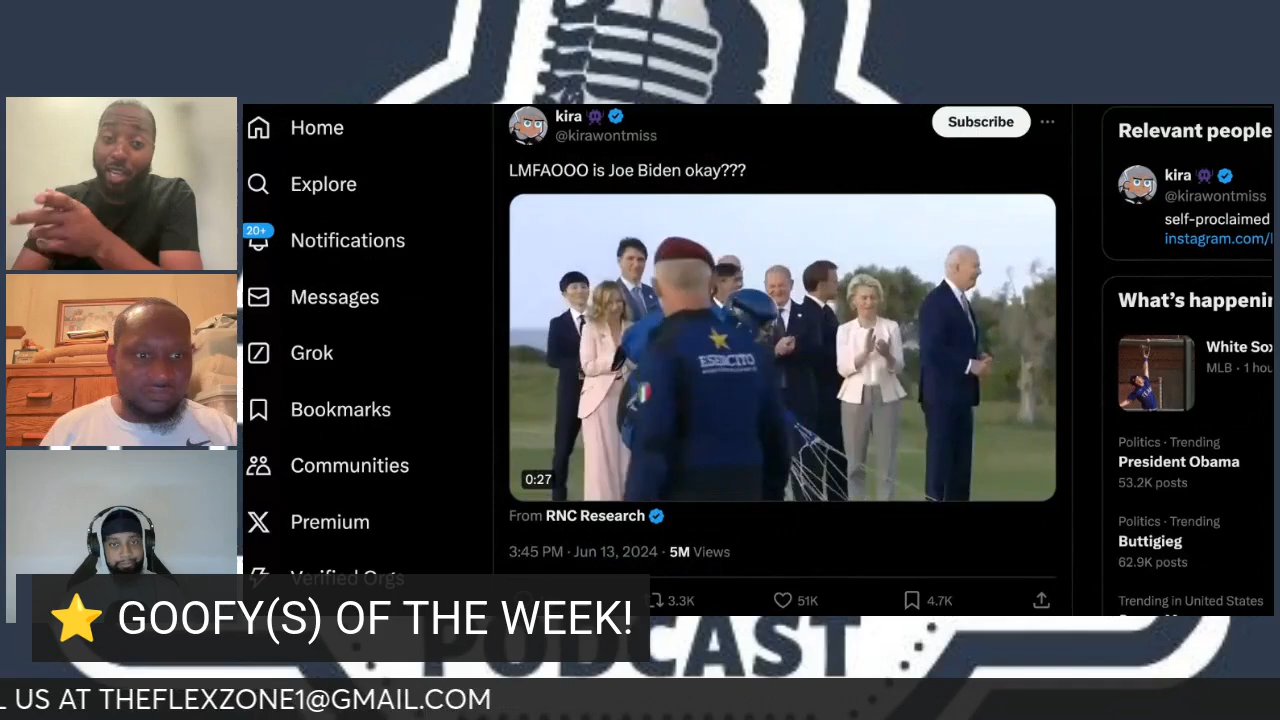 Home
Explore
20+
Notifications
Messages
Grok
Bookmarks
Communities
Premium
Verified Orgs
kira
@kirawontmiss
Subscribe
LMFAOOO is Joe Biden okay???
ESERCITO
0:27
From RNC Research
3:45 PM · Jun 13, 2024 · 5M Views
3.3K
51K
4.7K
Relevant people
kira
@kirawontmiss
self-proclaimed
instagram.com/
What's happenin
White Sox
MLB · 1 hou
Politics · Trending
President Obama
53.2K posts
Politics · Trending
Buttigieg
62.9K posts
Trending in United States
GOOFY(S) OF THE WEEK!
PODCAST
L US AT THEFLEXZONE1@GMAIL.COM